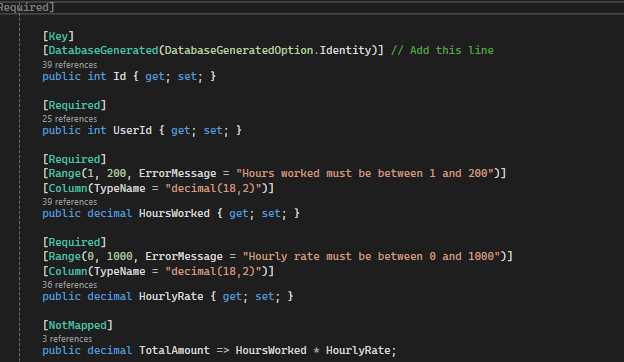 Required]
[Key]
[DatabaseGenerated(DatabaseGeneratedOption.Identity)] // Add this line
39 references
public int Id { get; set; }
[Required]
25 references
public int UserId { get; set; }
[Required]
[Range(1, 200, ErrorMessage = "Hours worked must be between 1 and 200")]
[Column(TypeName = "decimal(18,2)")]
39 references
public decimal HoursWorked { get; set; }
[Required]
[Range(0, 1000, ErrorMessage = "Hourly rate must be between 0 and 1000")]
[Column(TypeName = "decimal(18,2)")]
36 references
public decimal HourlyRate { get; set; }
[NotMapped]
3 references
public decimal TotalAmount => HoursWorked * HourlyRate;